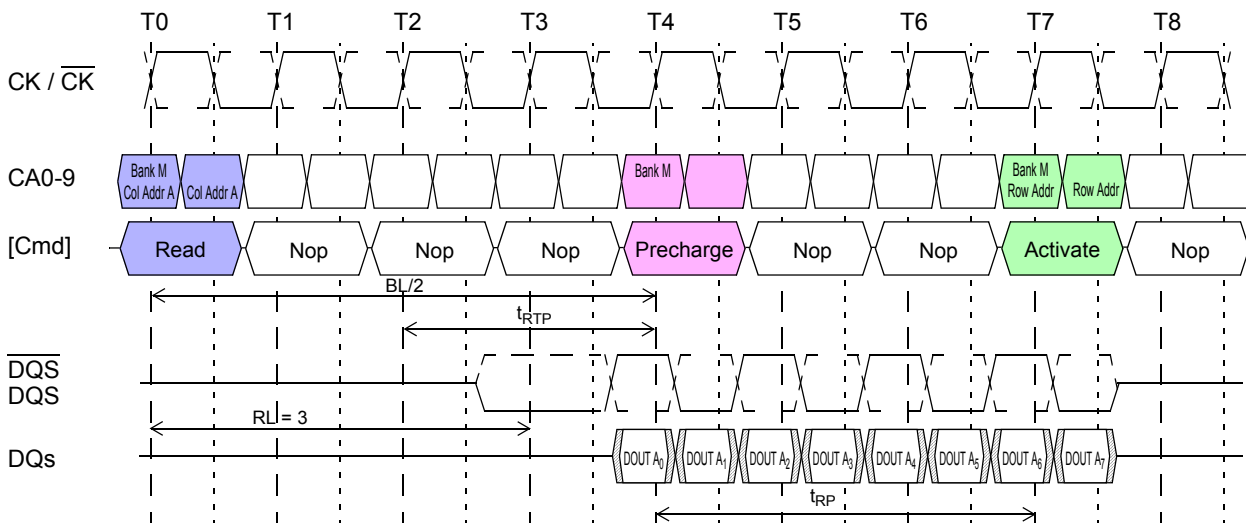 T0 T1 T2 T3 T4 T5 T6 T7 T8
CK / CK
CA0-9
Bank M
Col Addr A
Col Addr A
Bank M
Bank M
Row Addr
Row Addr
[Cmd]
Read Nop Nop Nop Precharge Nop Nop Activate Nop
BL/2
tRTP
DQS
DQS
RL = 3
DQs
DOUT A0 DOUT A1 DOUT A2 DOUT A3 DOUT A4 DOUT A5 DOUT A6 DOUT A7
tRP